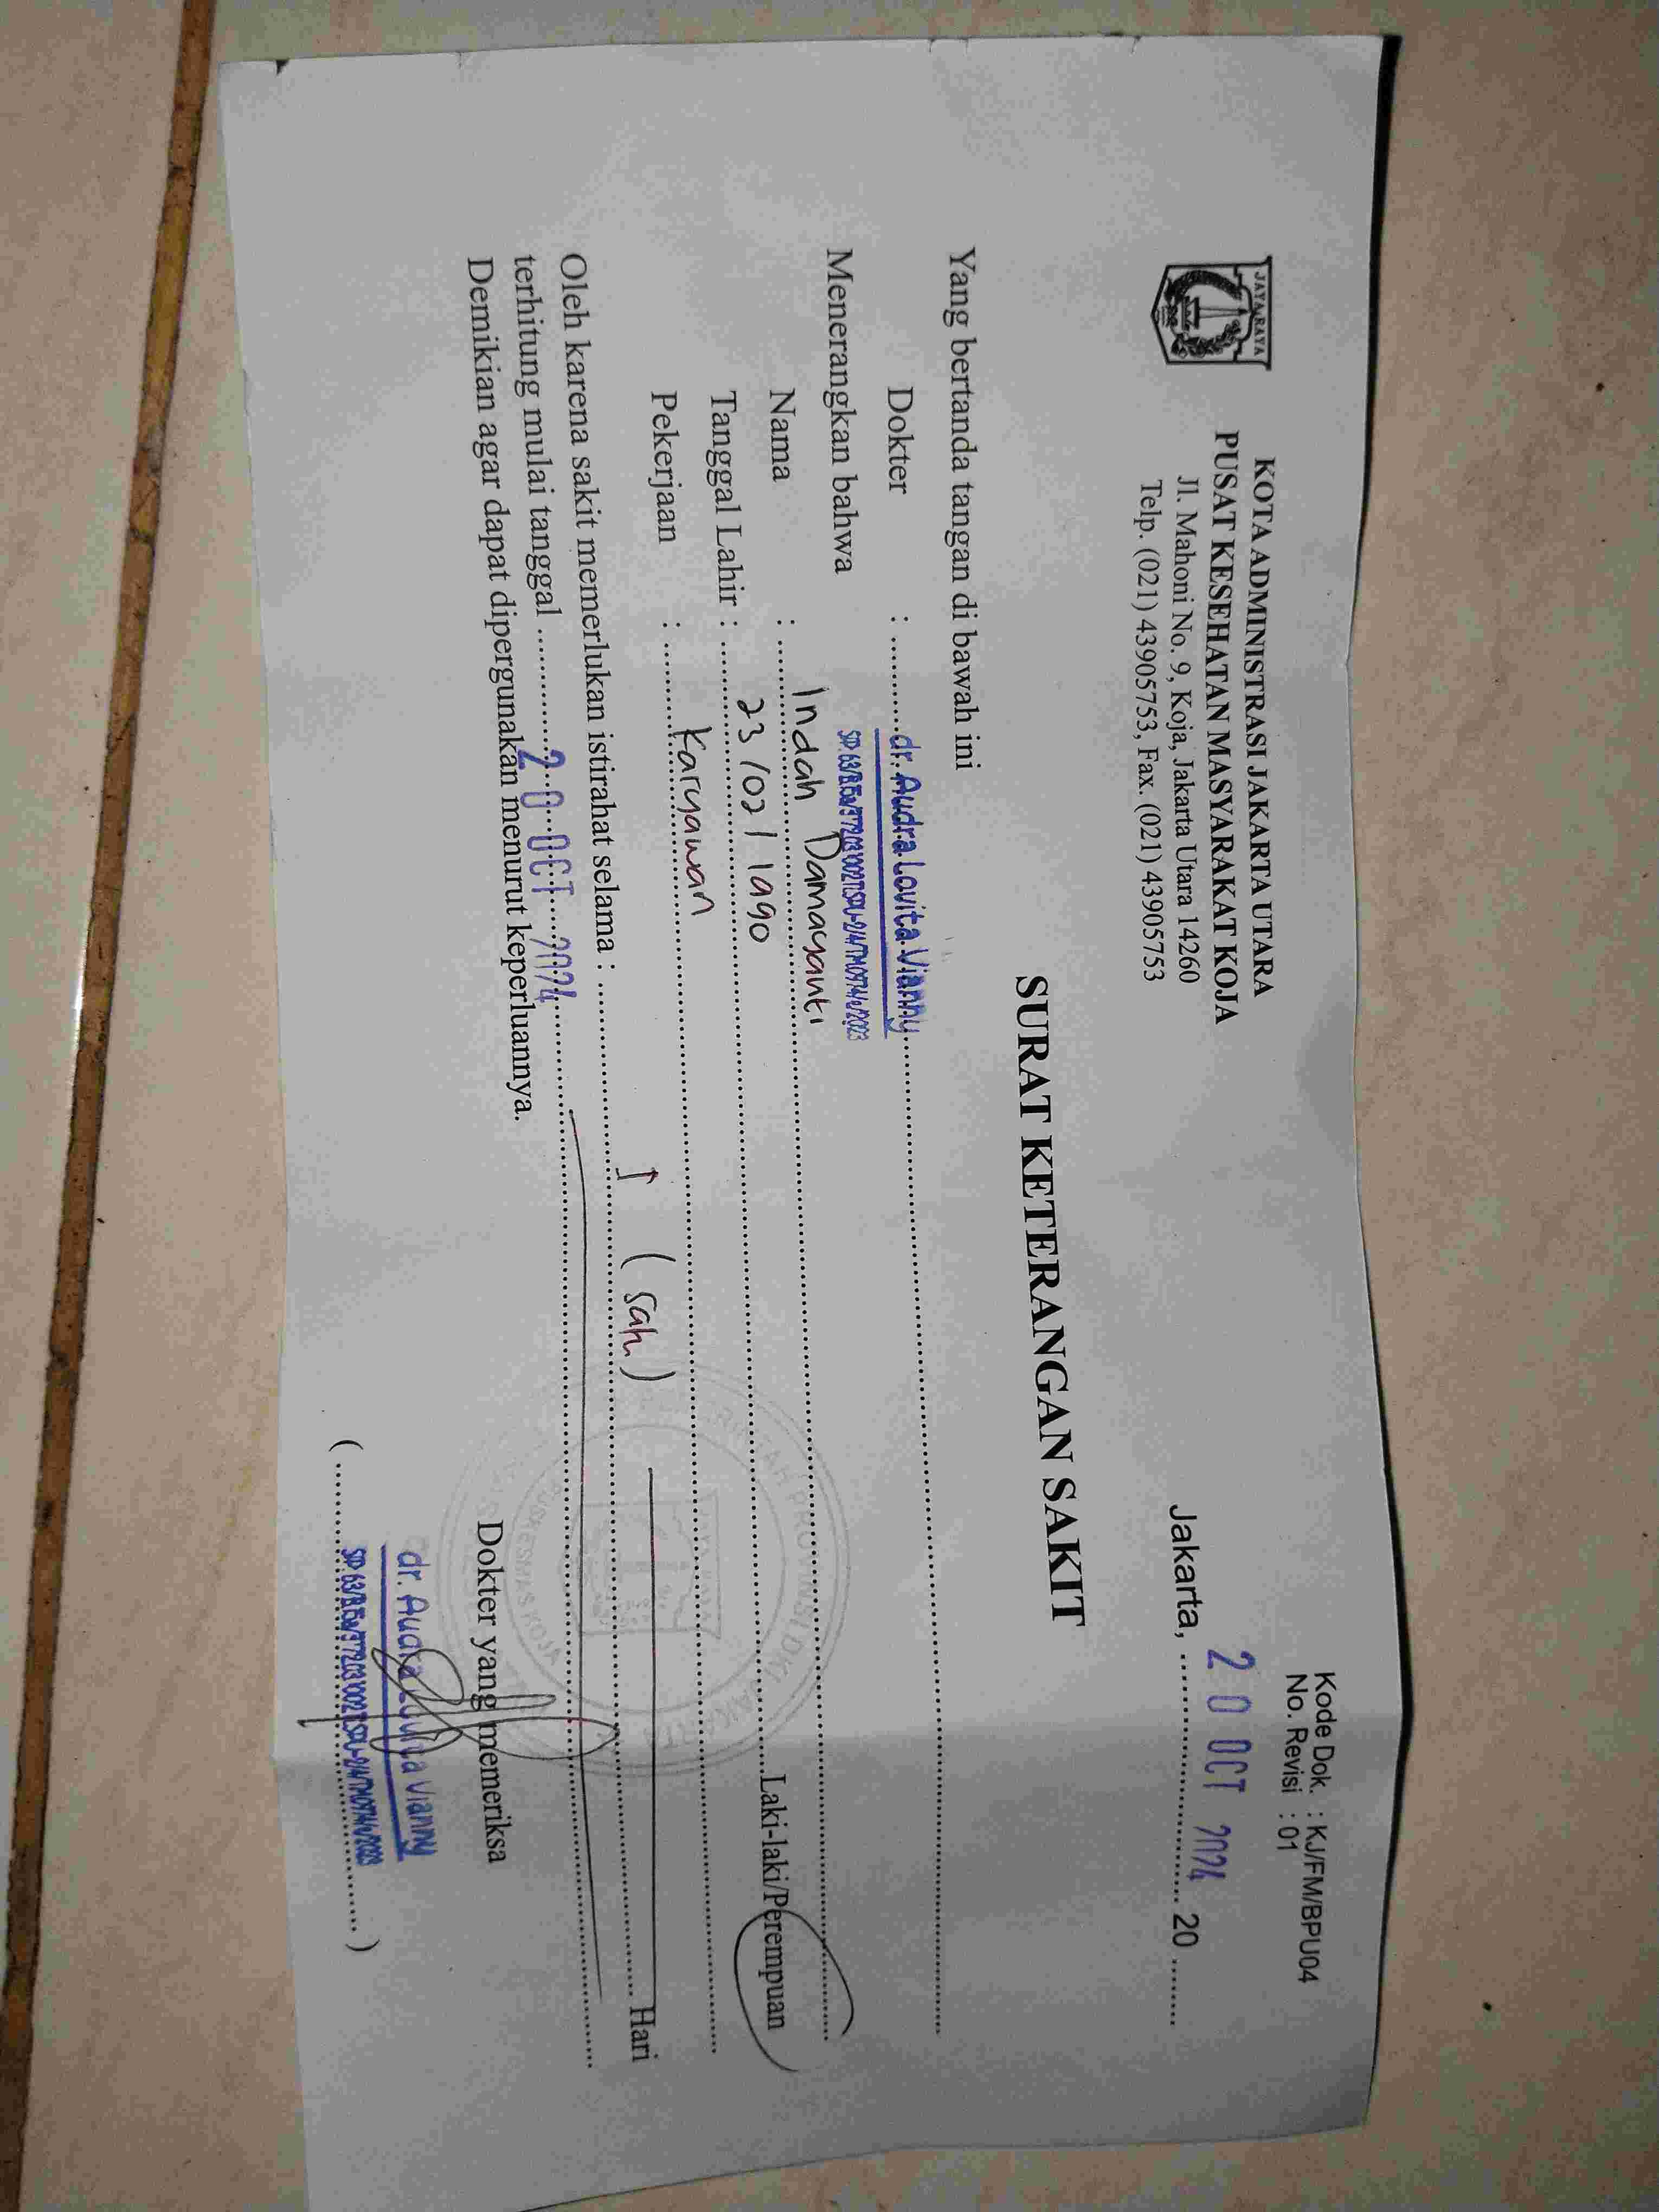 JAYA RAYA
KOTA ADMINISTRASI JAKARTA UTARA
PUSAT KESEHATAN MASYARAKAT KOJA
Jl. Mahoni No. 9, Koja, Jakarta Utara 14260
Telp. (021) 43905753, Fax. (021) 43905753
Kode Dok. : KJ/FM/BPU04
No. Revisi : 01
Jakarta, 20 OCT 2024 20
SURAT KETERANGAN SAKIT
Yang bertanda tangan di bawah ini
Dokter : dr. Audra Lovita Vianny
Menerangkan bahwa
Nama : Indah Damayanti
Tanggal Lahir : 23/02/1990 Laki-laki/Perempuan
Pekerjaan : Karyawan
Oleh karena sakit memerlukan istirahat selama : 1 (satu) Hari
terhitung mulai tanggal 20 OCT 2024
Demikian agar dapat dipergunakan menurut keperluannya.
Dokter yang memeriksa
dr. Audra Lovita Vianny
PUSKESMAS KOJA